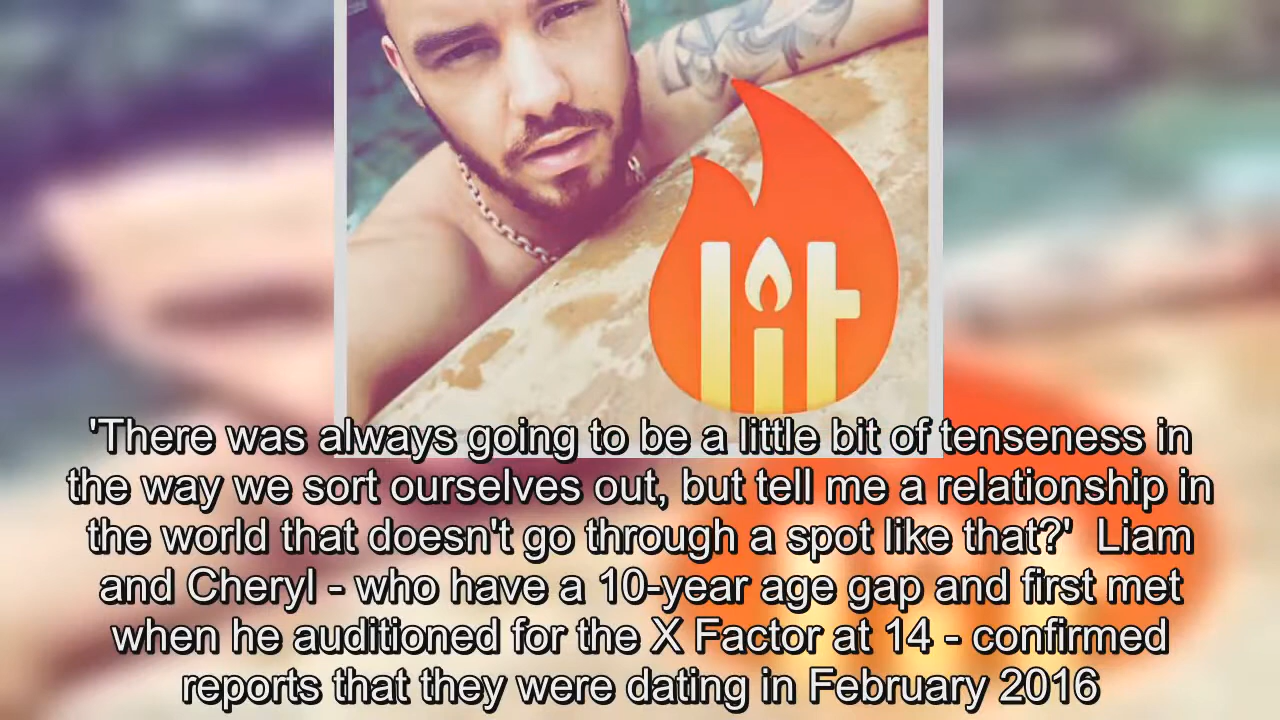 lit
'There was always going to be a little bit of tenseness in
the way we sort ourselves out, but tell me a relationship in
the world that doesn't go through a spot like that?'  Liam
and Cheryl - who have a 10-year age gap and first met
when he auditioned for the X Factor at 14 - confirmed
reports that they were dating in February 2016